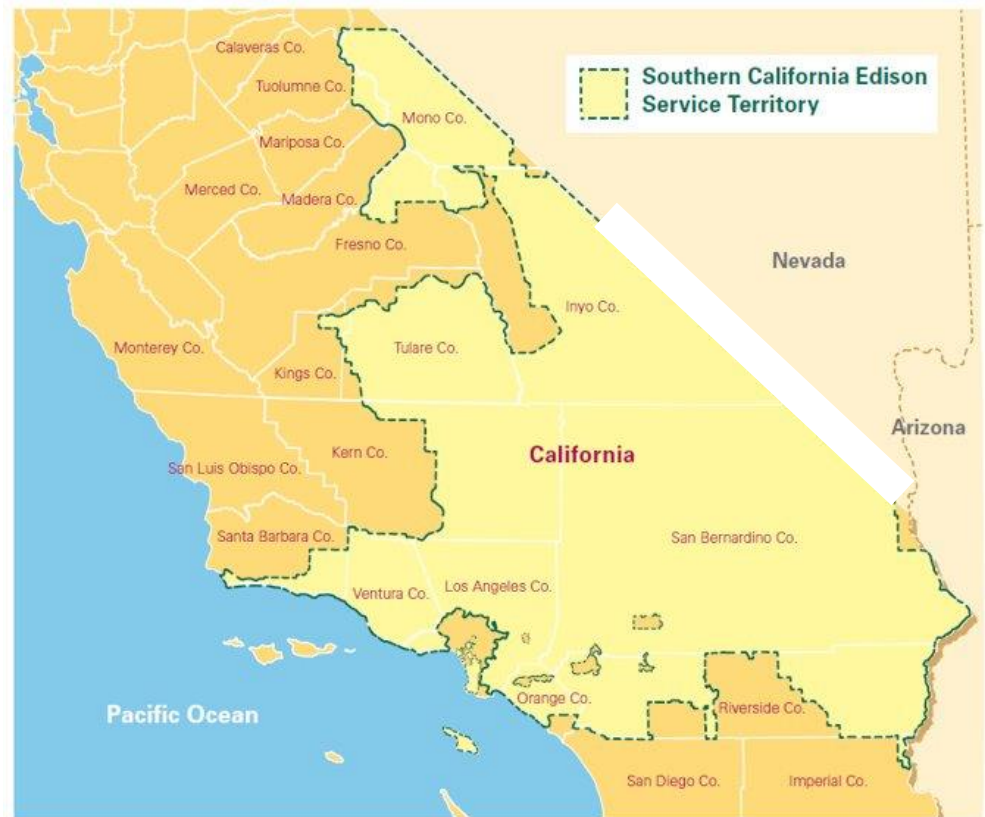 Calaveras Co.
Tuolumne Co.
Southern California Edison
Service Territory
Mono Co.
Mariposa Co.
Merced Co.
Madera Co.
Fresno Co.
Nevada
Inyo Co.
Monterey Co.
Tulare Co.
Kings Co.
Arizona
Kern Co.
California
San Luis Obispo Co.
Santa Barbara Co.
San Bernardino Co.
Ventura Co.
Los Angeles Co.
Orange Co.
Riverside Co.
Pacific Ocean
San Diego Co.
Imperial Co.